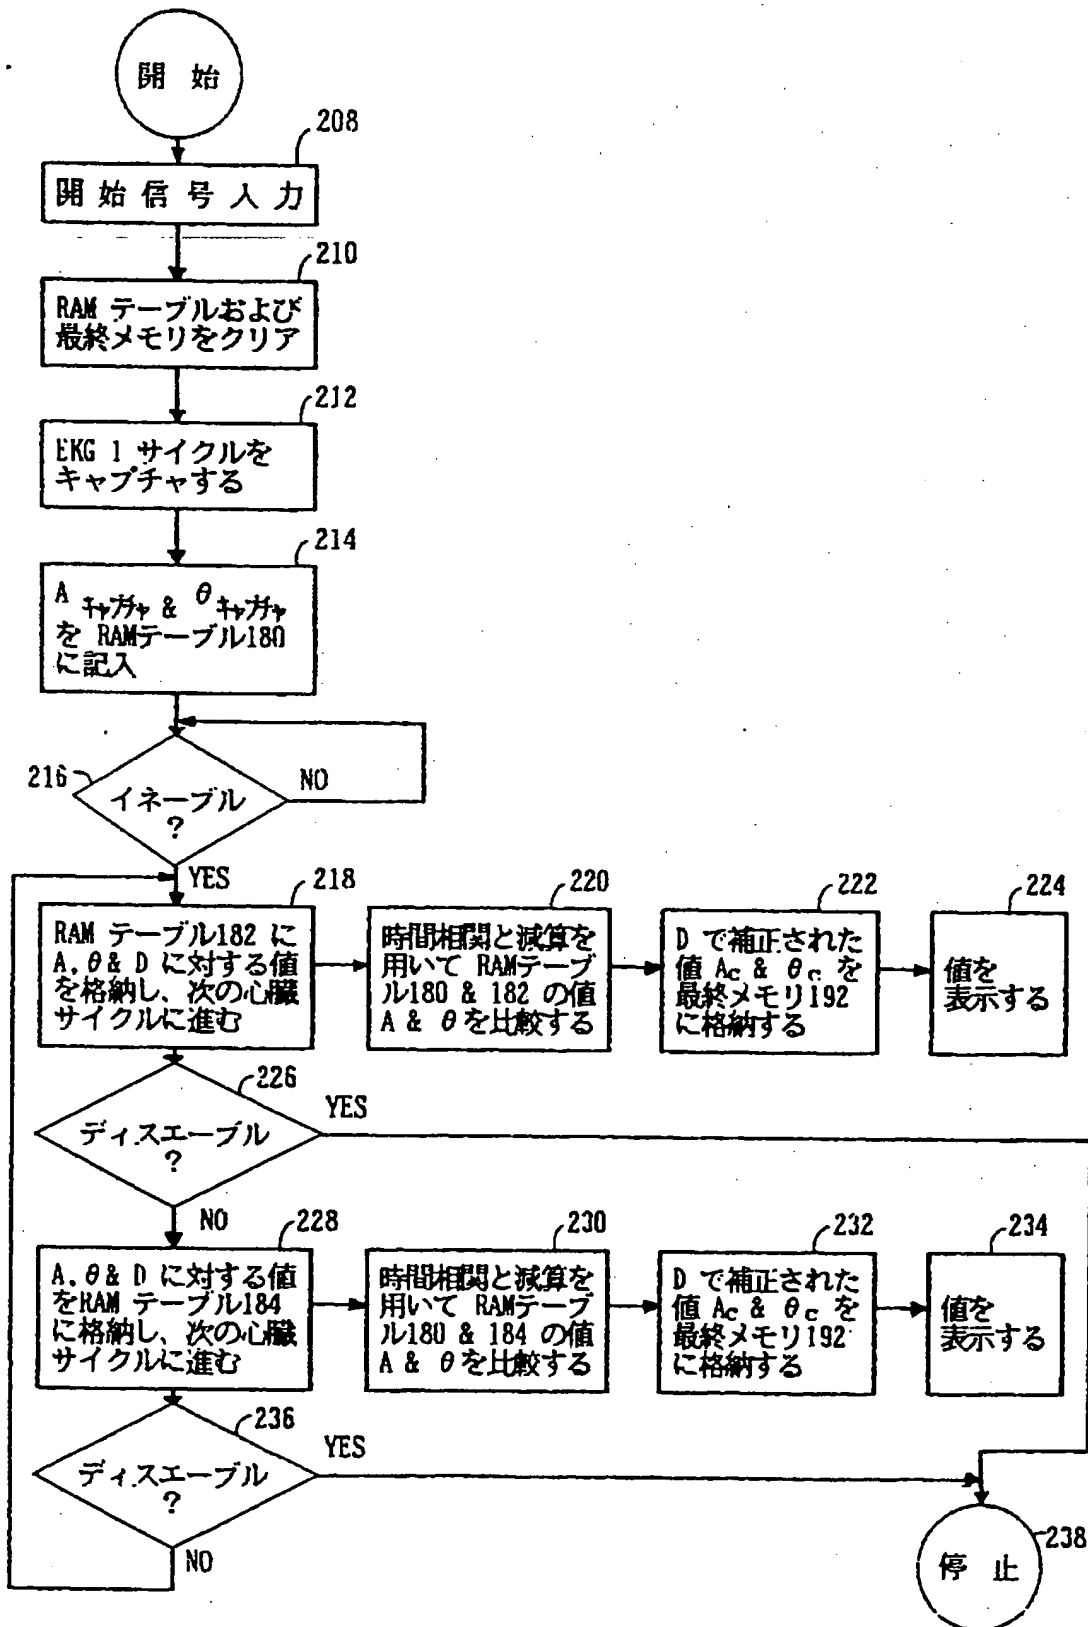 開 始
208
開 始 信 号 入 力
210
RAM テーブルおよび
最終メモリをクリア
212
EKG 1 サイクルを
キャプチャする
214
A キャプチャ & θ キャプチャ
を RAMテーブル180
に記入
216
イネーブル
?
NO
YES
218
RAM テーブル182 に
A, θ& D に対する値
を格納し、次の心臓
サイクルに進む
220
時間相関と減算を
用いて RAMテーブ
ル180 & 182 の値
A & θ を比較する
222
D で補正された
値 Ac & θc を
最終メモリ192
に格納する
224
値を
表示する
226
ディスエーブル
?
YES
NO
228
A, θ& D に対する値
をRAM テーブル184
に格納し、次の心臓
サイクルに進む
230
時間相関と減算を
用いて RAMテーブ
ル180 & 184 の値
A & θ を比較する
232
D で補正された
値 Ac & θc を
最終メモリ192
に格納する
234
値を
表示する
236
ディスエーブル
?
YES
NO
238
停 止